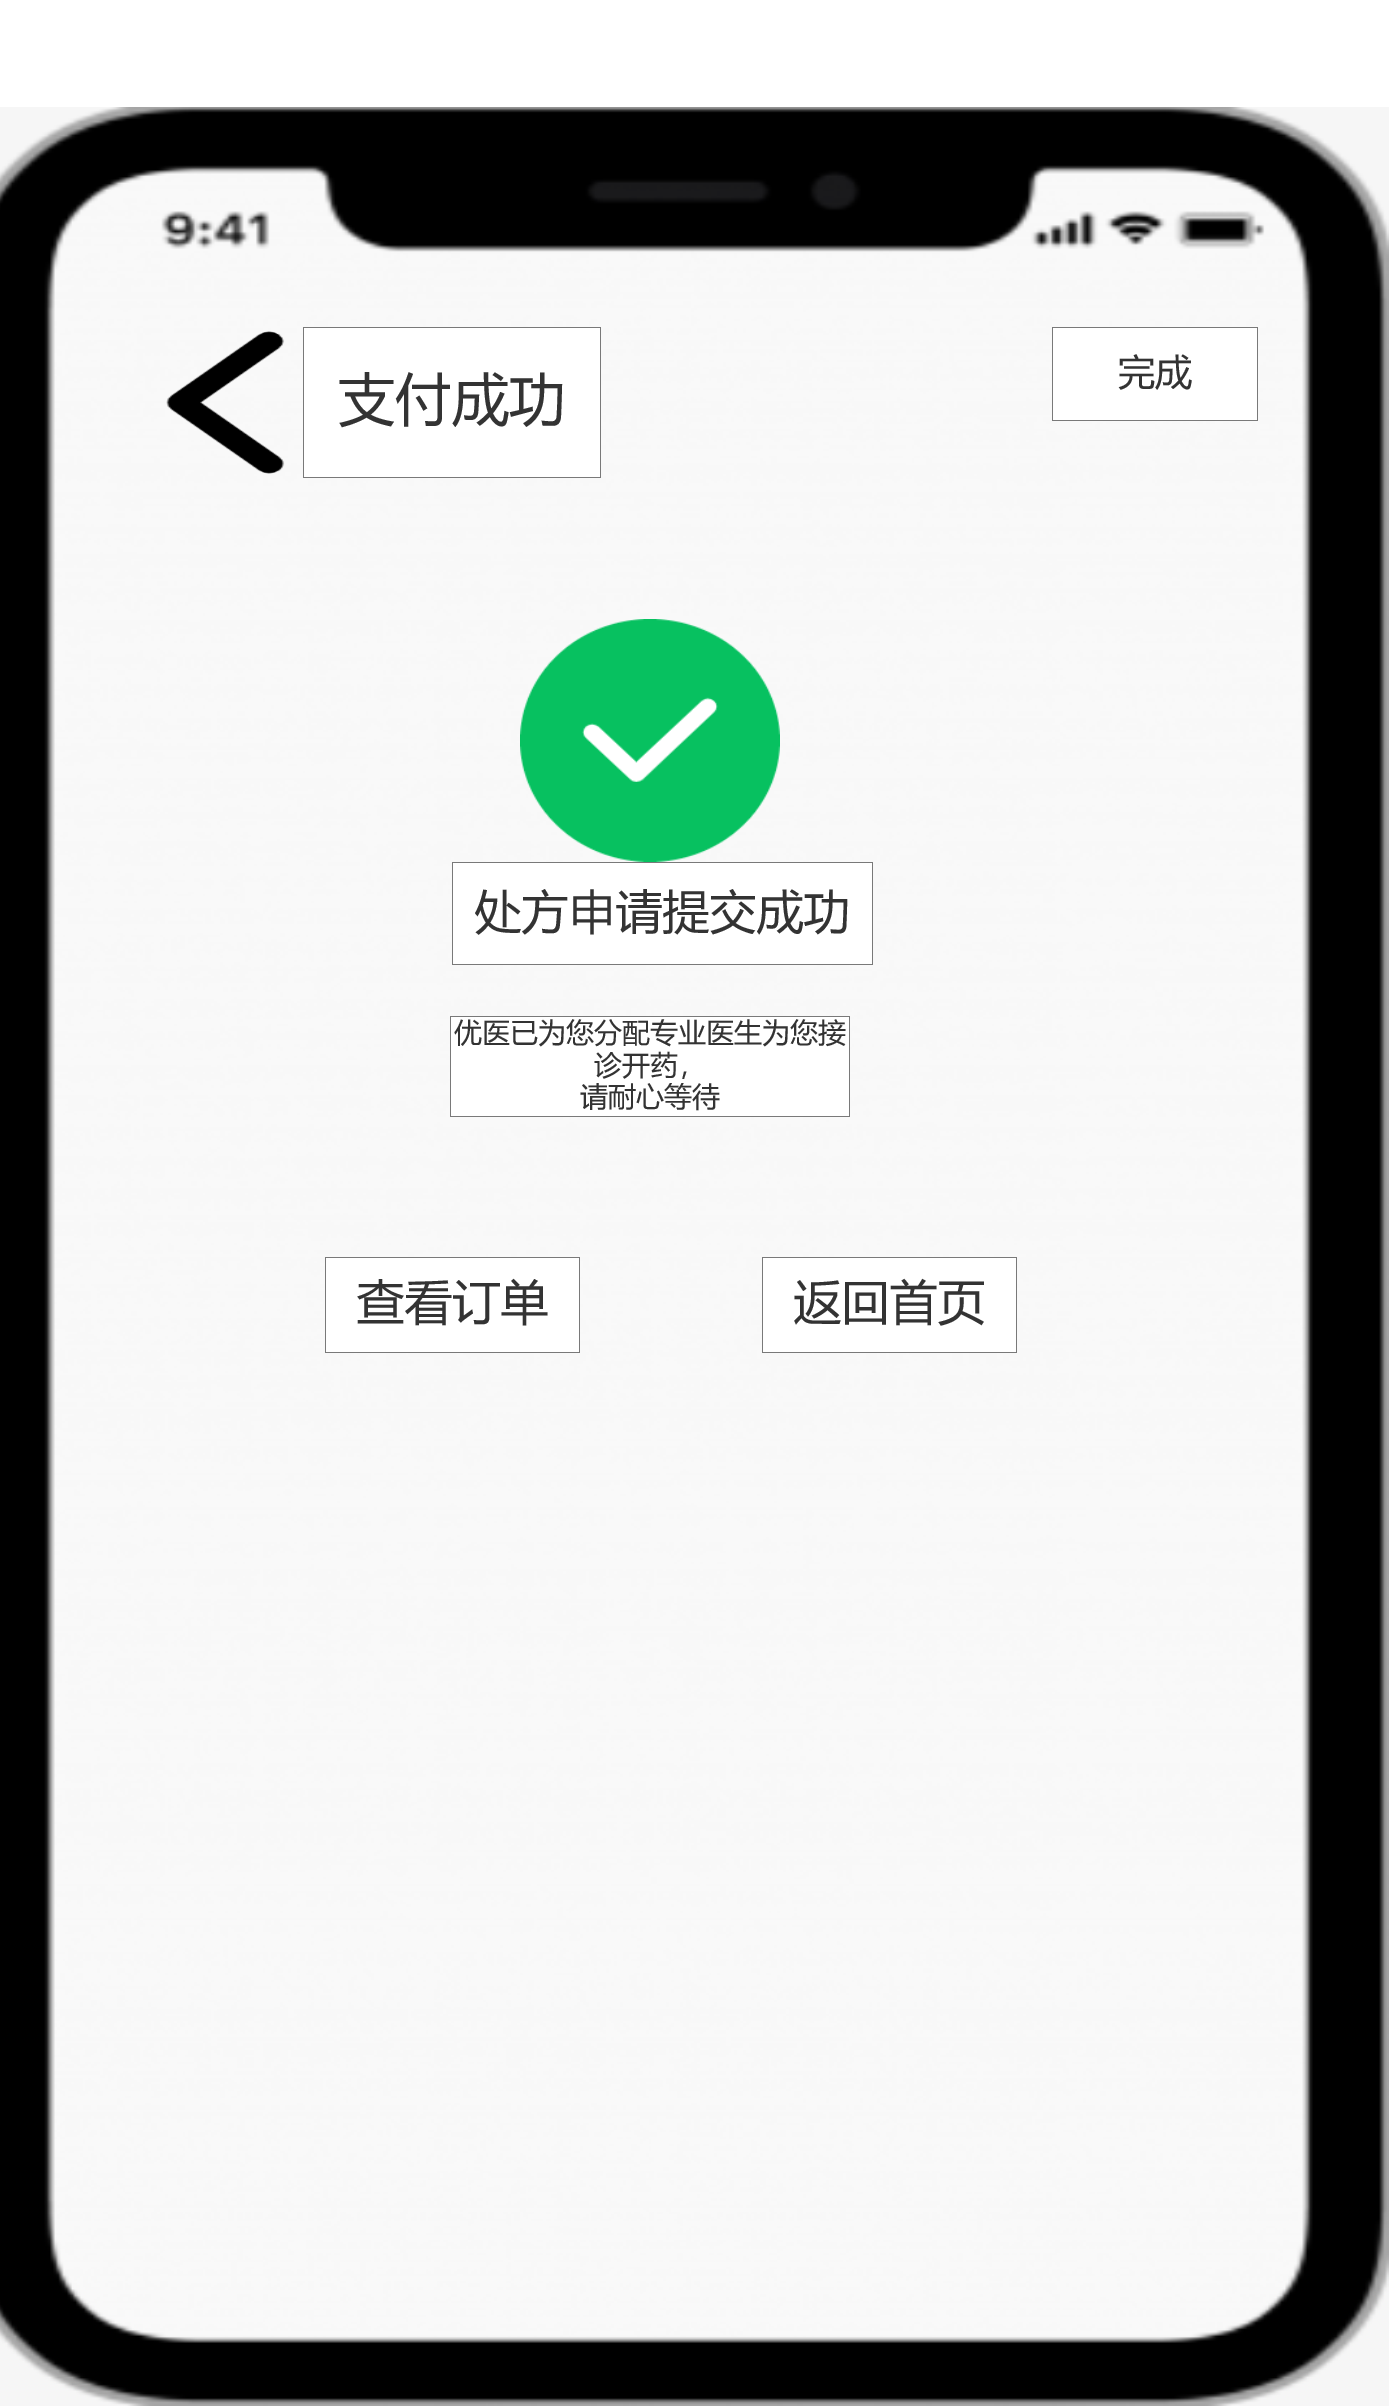 9:41
支付成功
完成
处方申请提交成功
优医已为您分配专业医生为您接
诊开药，
请耐心等待
查看订单
返回首页